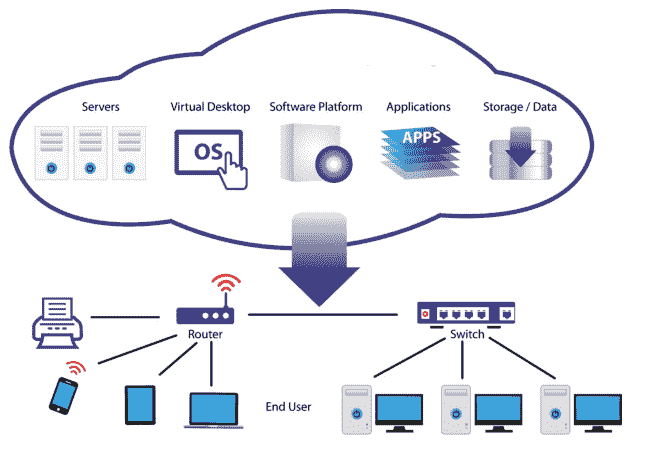 Servers
Virtual Desktop
Software Platform
Applications
Storage / Data
OS
APPS
Router
Switch
End User